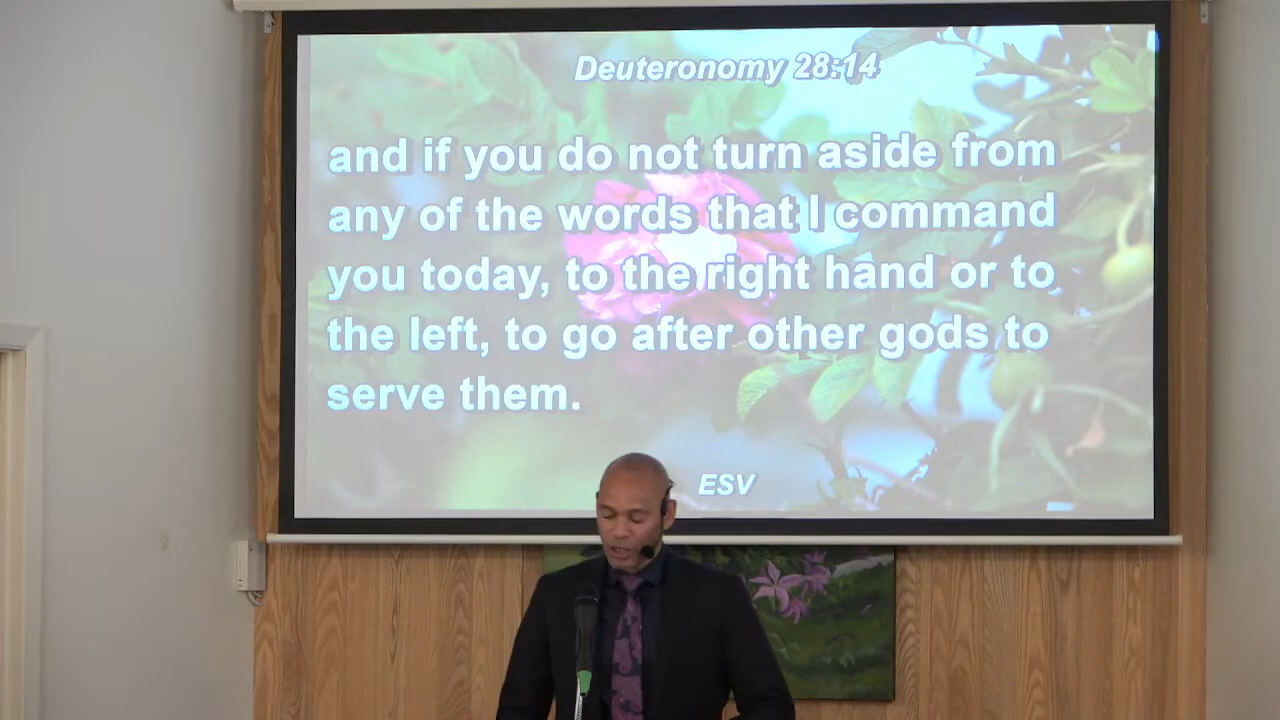 Deuteronomy 28:14
and if you do not turn aside from
any of the words that I command
you today, to the right hand or to
the left, to go after other gods to
serve them.
ESV